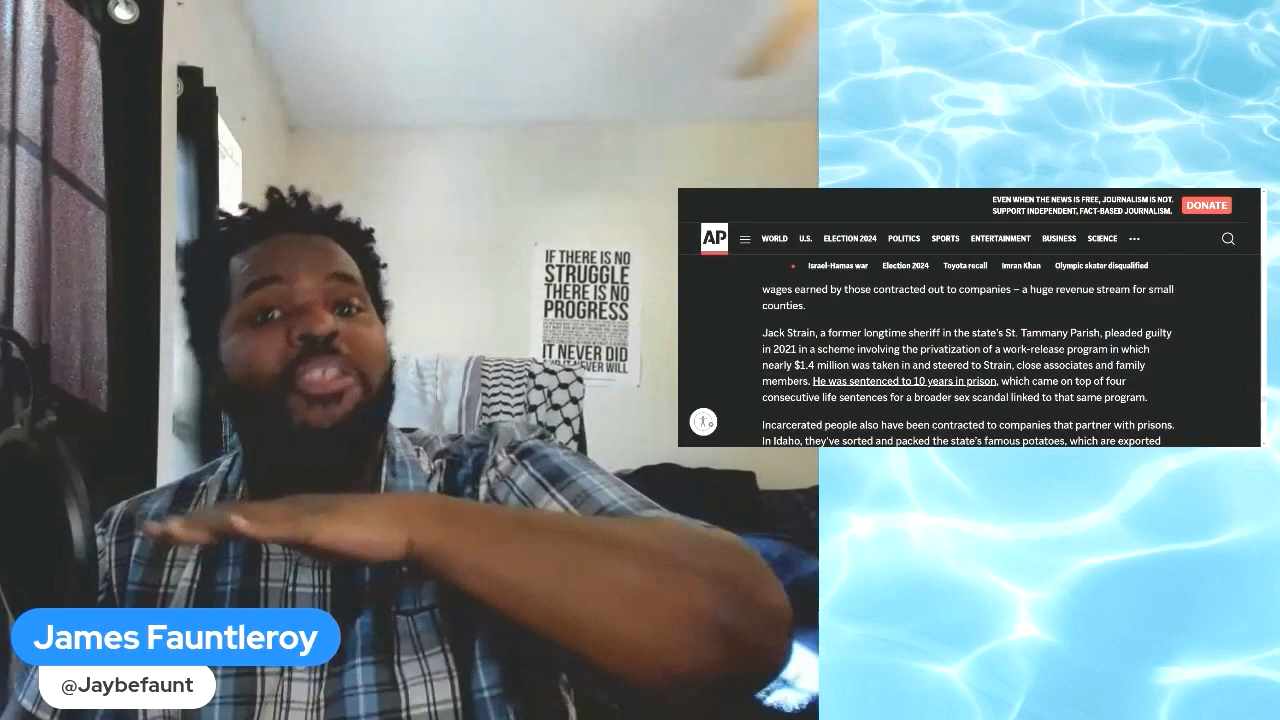 IF THERE IS NO
STRUGGLE
THERE IS NO
PROGRESS
IT NEVER DID
WILL
EVEN WHEN THE NEWS IS FREE, JOURNALISM IS NOT.
SUPPORT INDEPENDENT, FACT-BASED JOURNALISM.
DONATE
AP
WORLD U.S. ELECTION 2024 POLITICS SPORTS ENTERTAINMENT BUSINESS SCIENCE •••
Israel-Hamas war Election 2024 Toyota recall Imran Khan Olympic skater disqualified
wages earned by those contracted out to companies – a huge revenue stream for small
counties.
Jack Strain, a former longtime sheriff in the state's St. Tammany Parish, pleaded guilty
in 2021 in a scheme involving the privatization of a work-release program in which
nearly $1.4 million was taken in and steered to Strain, close associates and family
members. He was sentenced to 10 years in prison, which came on top of four
consecutive life sentences for a broader sex scandal linked to that same program.
Incarcerated people also have been contracted to companies that partner with prisons.
In Idaho, they've sorted and packed the state's famous potatoes, which are exported
James Fauntleroy
@Jaybefaunt